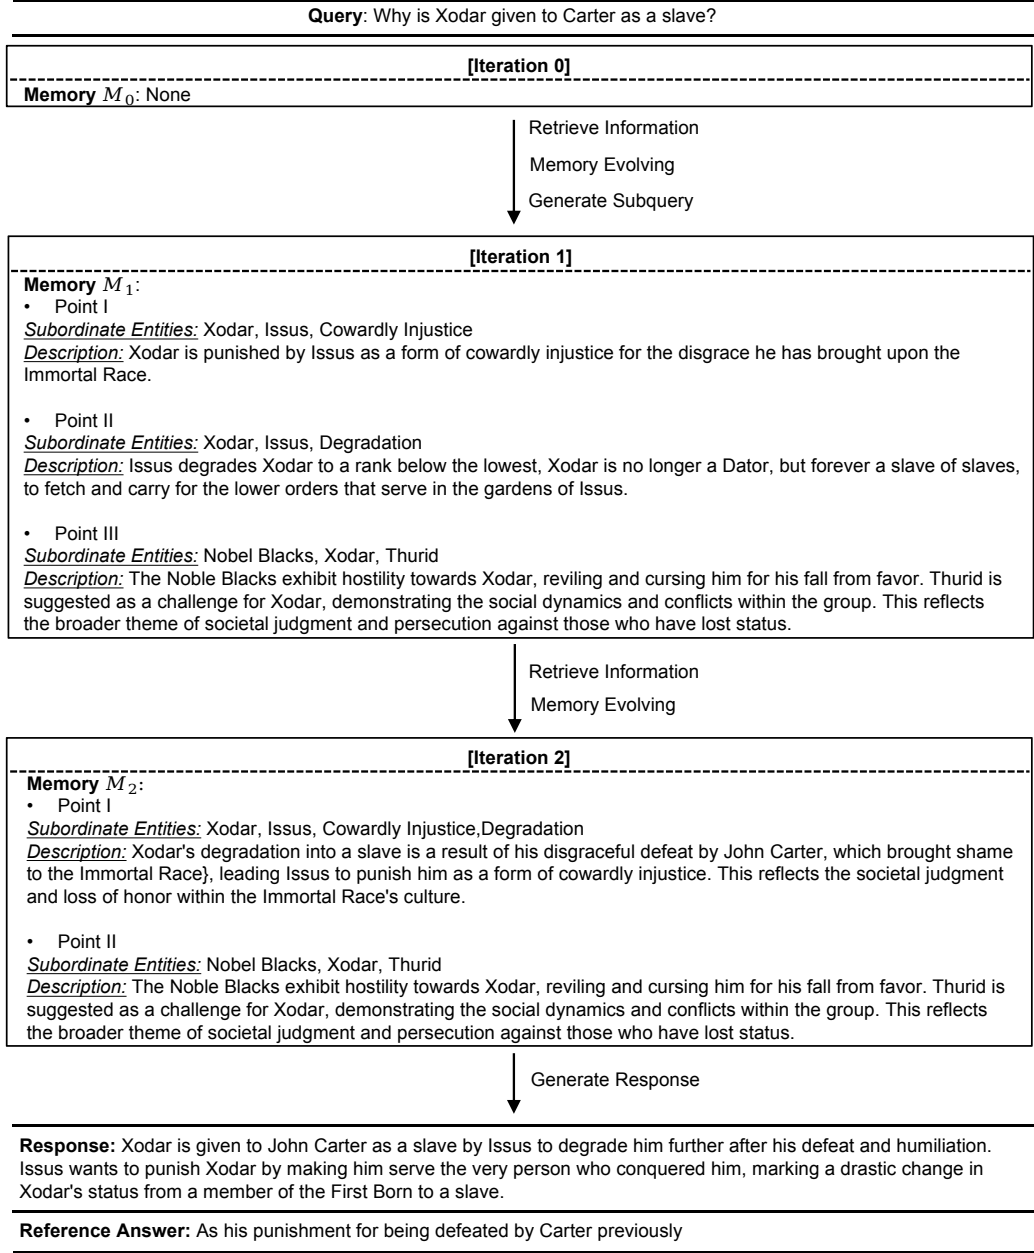 Query: Why is Xodar given to Carter as a slave?
[Iteration 0]
Memory M0: None
Retrieve Information
Memory Evolving
Generate Subquery
[Iteration 1]
Memory M1:
• Point I
Subordinate Entities: Xodar, Issus, Cowardly Injustice
Description: Xodar is punished by Issus as a form of cowardly injustice for the disgrace he has brought upon the
Immortal Race.
• Point II
Subordinate Entities: Xodar, Issus, Degradation
Description: Issus degrades Xodar to a rank below the lowest, Xodar is no longer a Dator, but forever a slave of slaves,
to fetch and carry for the lower orders that serve in the gardens of Issus.
• Point III
Subordinate Entities: Nobel Blacks, Xodar, Thurid
Description: The Noble Blacks exhibit hostility towards Xodar, reviling and cursing him for his fall from favor. Thurid is
suggested as a challenge for Xodar, demonstrating the social dynamics and conflicts within the group. This reflects
the broader theme of societal judgment and persecution against those who have lost status.
Retrieve Information
Memory Evolving
[Iteration 2]
Memory M2:
• Point I
Subordinate Entities: Xodar, Issus, Cowardly Injustice,Degradation
Description: Xodar's degradation into a slave is a result of his disgraceful defeat by John Carter, which brought shame
to the Immortal Race}, leading Issus to punish him as a form of cowardly injustice. This reflects the societal judgment
and loss of honor within the Immortal Race's culture.
• Point II
Subordinate Entities: Nobel Blacks, Xodar, Thurid
Description: The Noble Blacks exhibit hostility towards Xodar, reviling and cursing him for his fall from favor. Thurid is
suggested as a challenge for Xodar, demonstrating the social dynamics and conflicts within the group. This reflects
the broader theme of societal judgment and persecution against those who have lost status.
Generate Response
Response: Xodar is given to John Carter as a slave by Issus to degrade him further after his defeat and humiliation.
Issus wants to punish Xodar by making him serve the very person who conquered him, marking a drastic change in
Xodar's status from a member of the First Born to a slave.
Reference Answer: As his punishment for being defeated by Carter previously